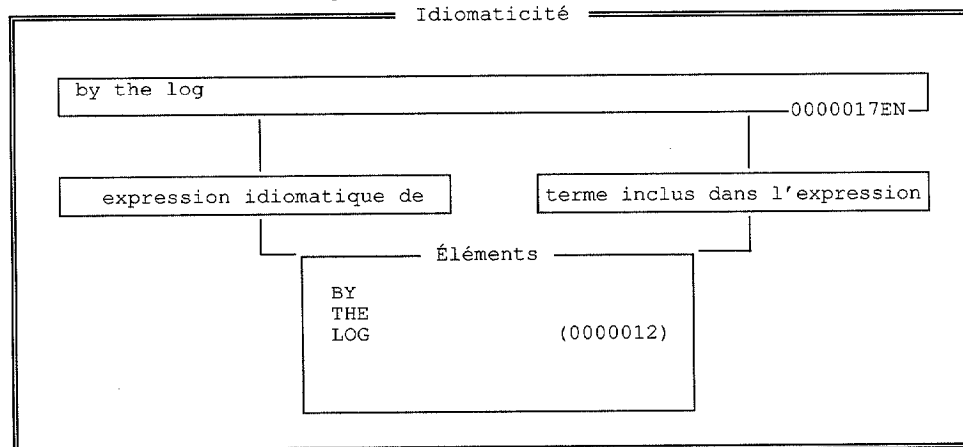 Idiomaticité
by the log
0000017EN
expression idiomatique de
terme inclus dans l'expression
Éléments
BY
THE
LOG (0000012)